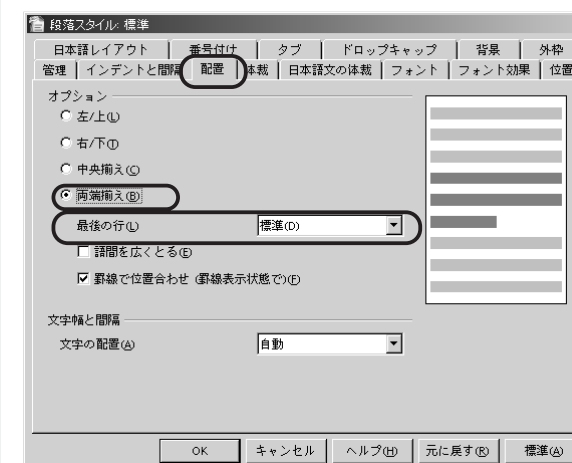 段落スタイル: 標準
日本語レイアウト 番号付け タブ ドロップキャップ 背景 外枠
管理 インデントと間隔 配置 体裁 日本語文の体裁 フォント フォント効果 位置
オプション
左/上(L)
右/下(I)
中央揃え(C)
両端揃え(B)
最後の行(L) 標準(D)
語間を広くとる(E)
罫線で位置合わせ (罫線表示状態で)(F)
文字幅と間隔
文字の配置(A) 自動
OK キャンセル ヘルプ(H) 元に戻す(R) 標準(A)